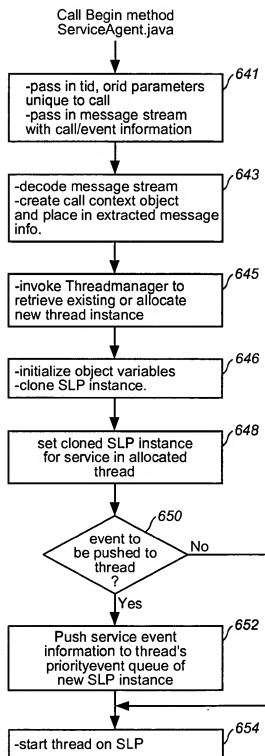 Call Begin method
ServiceAgent.java
641
-pass in tid, orid parameters
unique to call
-pass in message stream
with call/event information
643
-decode message stream
-create call context object
and place in extracted message
info.
645
-invoke Threadmanager to
retrieve existing or allocate
new thread instance
646
-initialize object variables
-clone SLP instance.
648
set cloned SLP instance
for service in allocated
thread
650
event to
be pushed to
thread
?
No
Yes
652
Push service event
information to thread's
priorityevent queue of
new SLP instance
654
-start thread on SLP